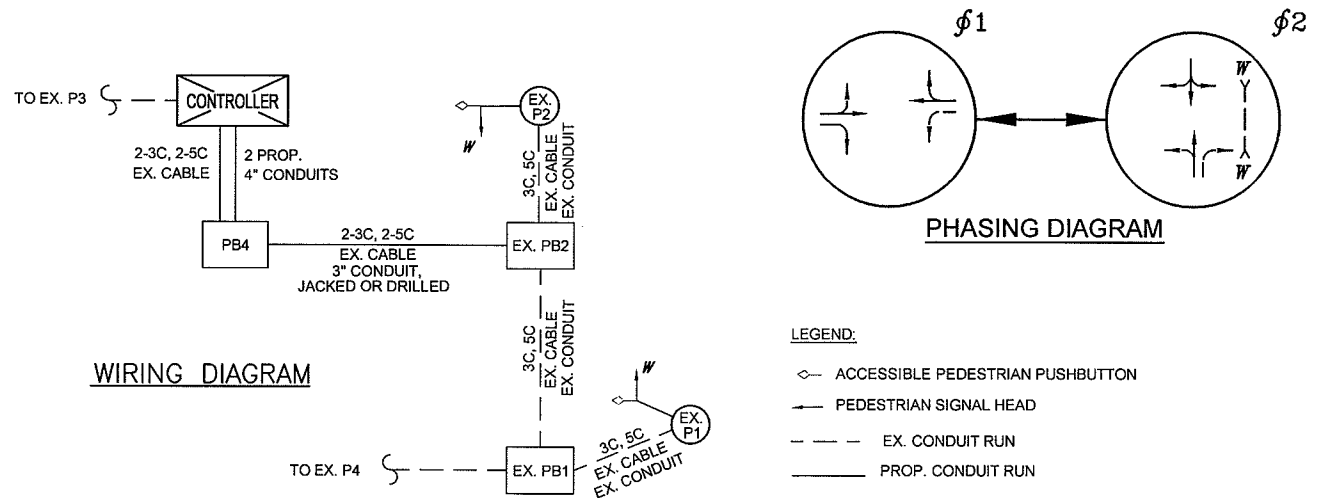 TO EX. P3
CONTROLLER
2-3C, 2-5C
EX. CABLE
2 PROP.
4" CONDUITS
PB4
2-3C, 2-5C
EX. CABLE
3" CONDUIT,
JACKED OR DRILLED
EX.
P2
W
3C, 5C
EX. CABLE
EX. CONDUIT
EX. PB2
3C, 5C
EX. CABLE
EX. CONDUIT
W
EX.
P1
3C, 5C
EX. CABLE
EX. CONDUIT
TO EX. P4
EX. PB1
WIRING DIAGRAM
∮1
∮2
W
W
PHASING DIAGRAM
LEGEND:
ACCESSIBLE PEDESTRIAN PUSHBUTTON
PEDESTRIAN SIGNAL HEAD
EX. CONDUIT RUN
PROP. CONDUIT RUN